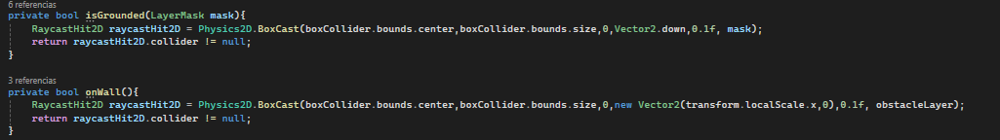 6 referencias
private bool isGrounded(LayerMask mask){
    RaycastHit2D raycastHit2D = Physics2D.BoxCast(boxCollider.bounds.center,boxCollider.bounds.size,0,Vector2.down,0.1f, mask);
    return raycastHit2D.collider != null;
}
3 referencias
private bool onWall(){
    RaycastHit2D raycastHit2D = Physics2D.BoxCast(boxCollider.bounds.center,boxCollider.bounds.size,0,new Vector2(transform.localScale.x,0),0.1f, obstacleLayer);
    return raycastHit2D.collider != null;
}